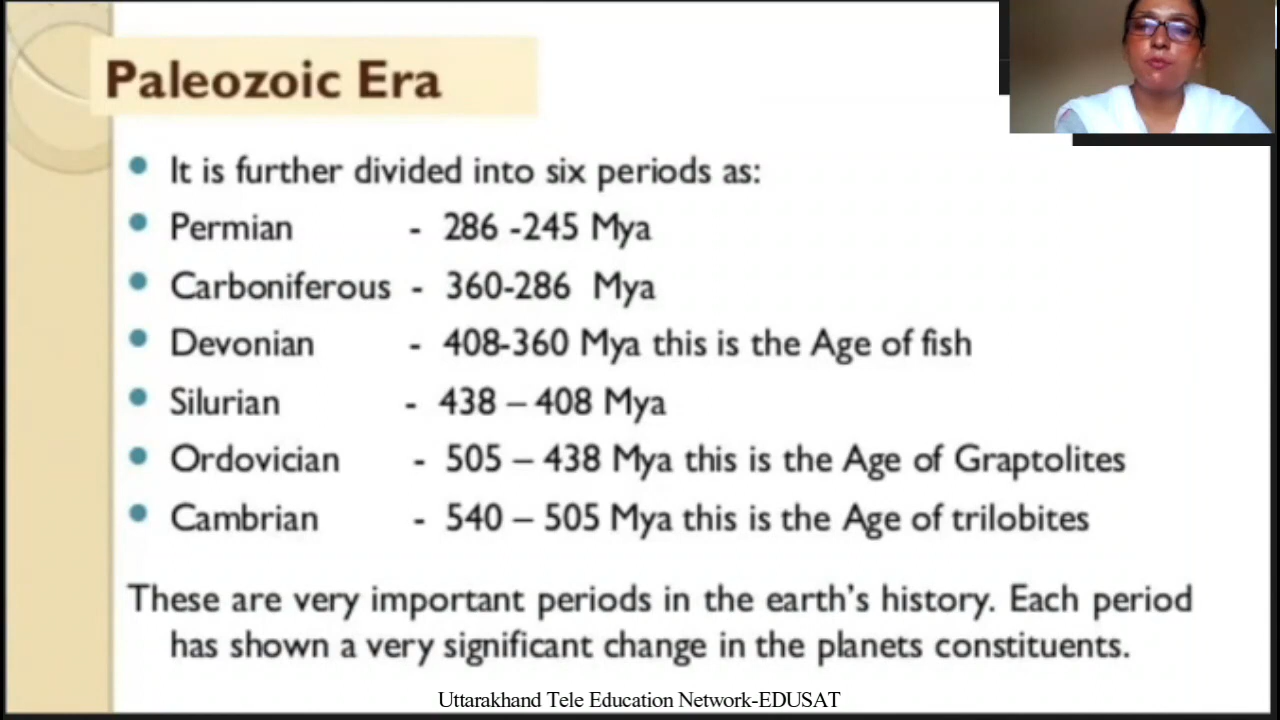 Paleozoic Era
It is further divided into six periods as:
Permian - 286 -245 Mya
Carboniferous - 360-286 Mya
Devonian - 408-360 Mya this is the Age of fish
Silurian - 438 – 408 Mya
Ordovician - 505 – 438 Mya this is the Age of Graptolites
Cambrian - 540 – 505 Mya this is the Age of trilobites
These are very important periods in the earth's history. Each period
has shown a very significant change in the planets constituents.
Uttarakhand Tele Education Network-EDUSAT